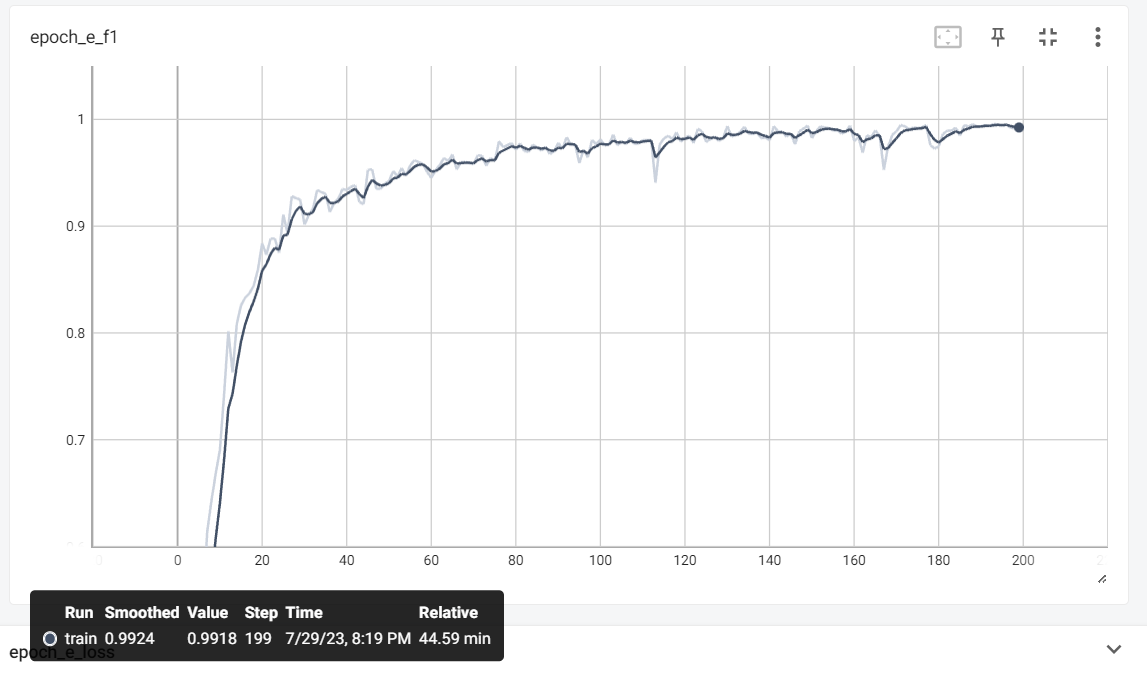 epoch_e_f1
1
0.9
0.8
0.7
0 20 40 60 80 100 120 140 160 180 200
Run Smoothed Value Step Time Relative
train 0.9924 0.9918 199 7/29/23, 8:19 PM 44.59 min
epoch_e_loss